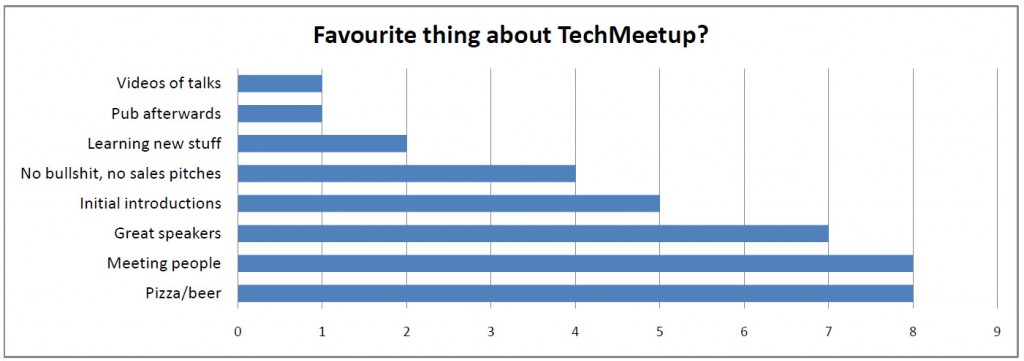 Favourite thing about TechMeetup?
Videos of talks
Pub afterwards
Learning new stuff
No bullshit, no sales pitches
Initial introductions
Great speakers
Meeting people
Pizza/beer
0 1 2 3 4 5 6 7 8 9